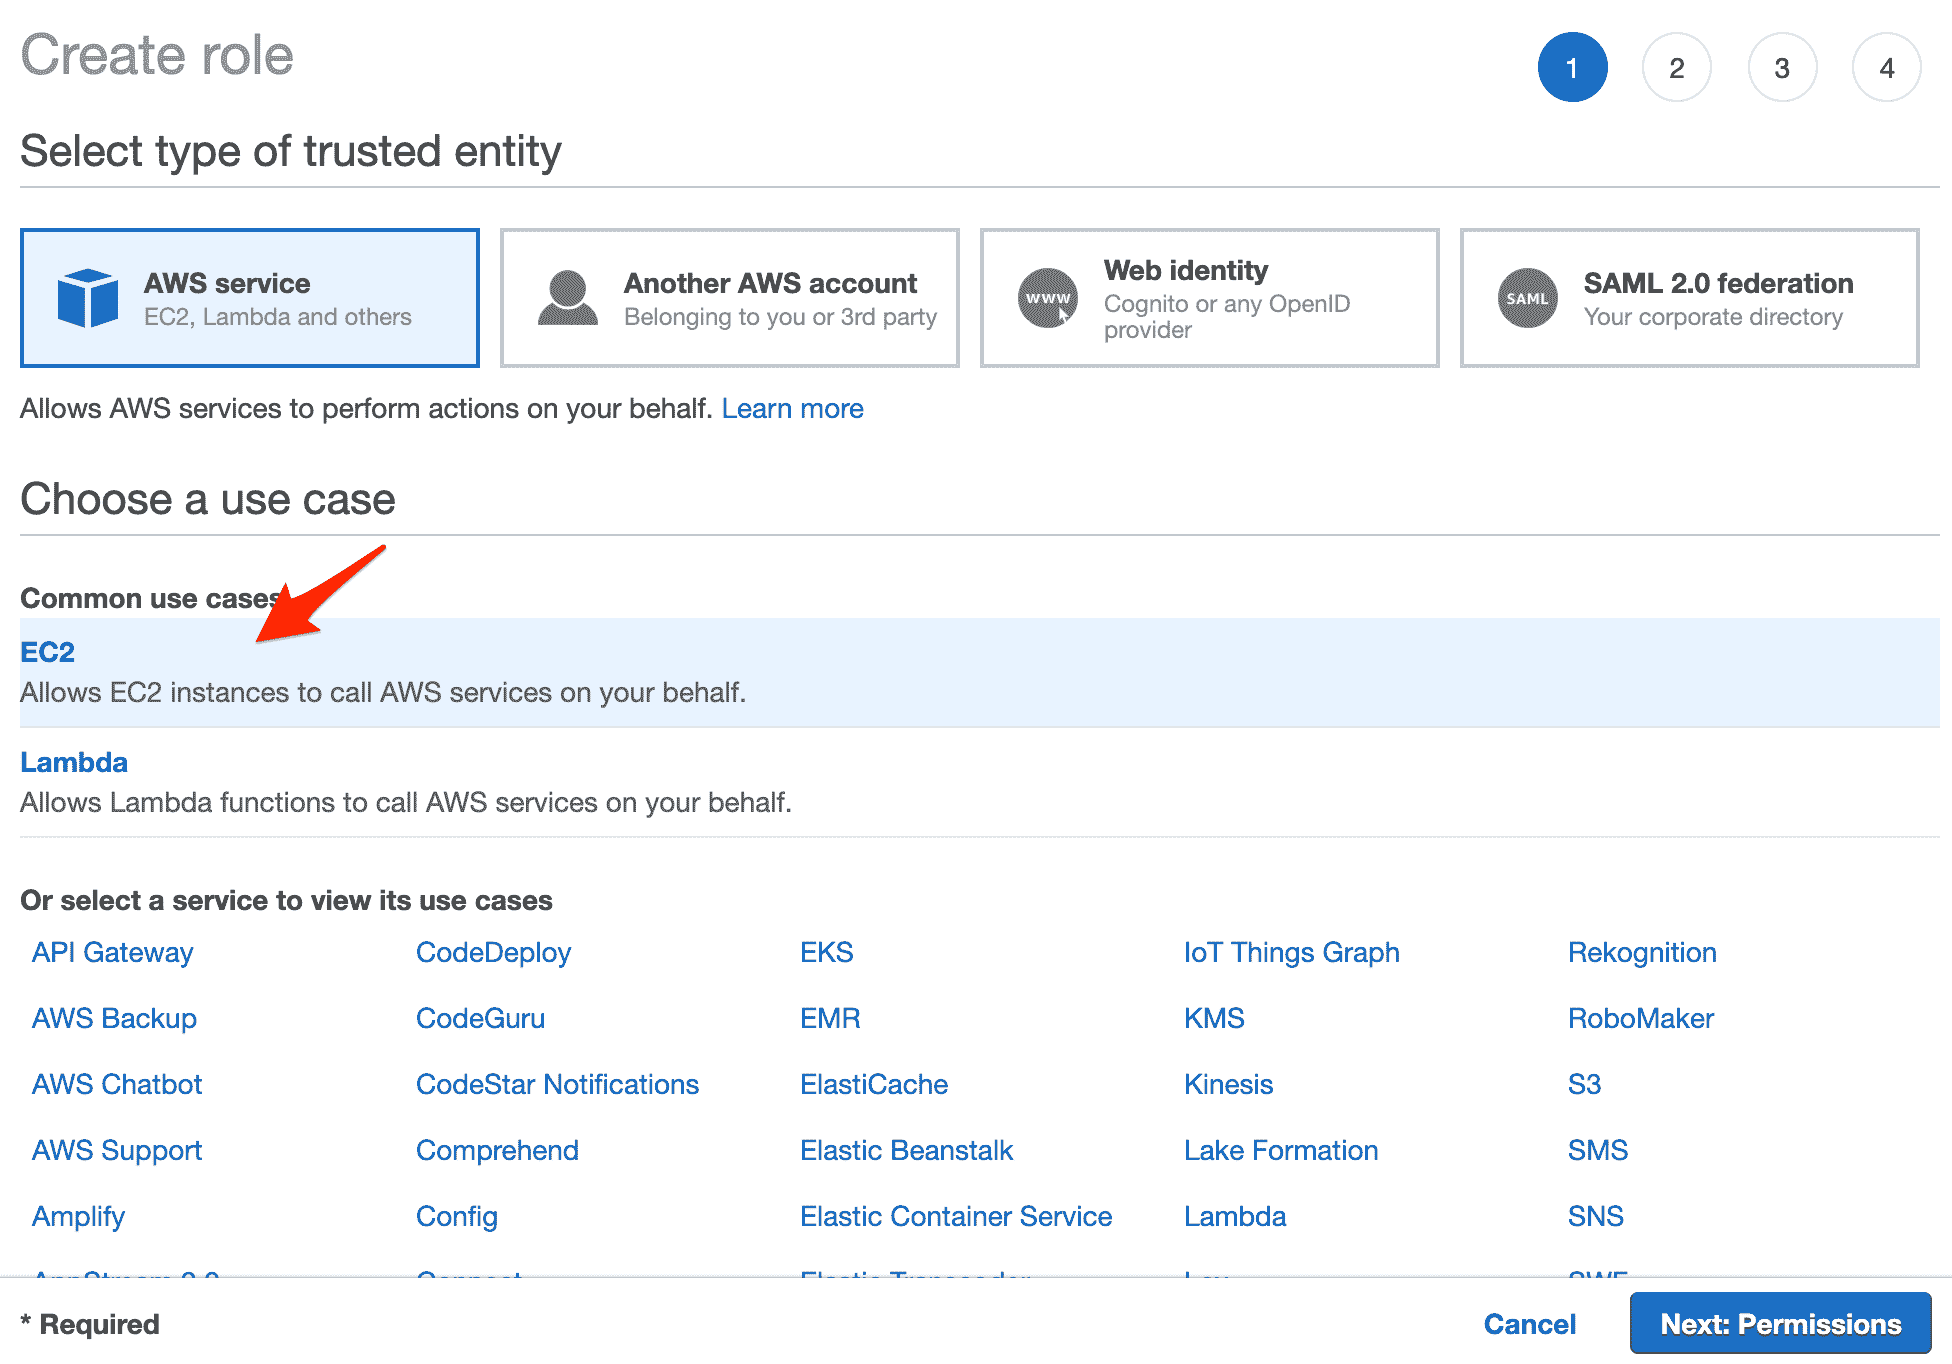 Create role
1 2 3 4
Select type of trusted entity
AWS service
EC2, Lambda and others
Another AWS account
Belonging to you or 3rd party
www
Web identity
Cognito or any OpenID
provider
SAML
SAML 2.0 federation
Your corporate directory
Allows AWS services to perform actions on your behalf. Learn more
Choose a use case
Common use cases
EC2
Allows EC2 instances to call AWS services on your behalf.
Lambda
Allows Lambda functions to call AWS services on your behalf.
Or select a service to view its use cases
API Gateway CodeDeploy EKS IoT Things Graph Rekognition
AWS Backup CodeGuru EMR KMS RoboMaker
AWS Chatbot CodeStar Notifications ElastiCache Kinesis S3
AWS Support Comprehend Elastic Beanstalk Lake Formation SMS
Amplify Config Elastic Container Service Lambda SNS
* Required Cancel Next: Permissions